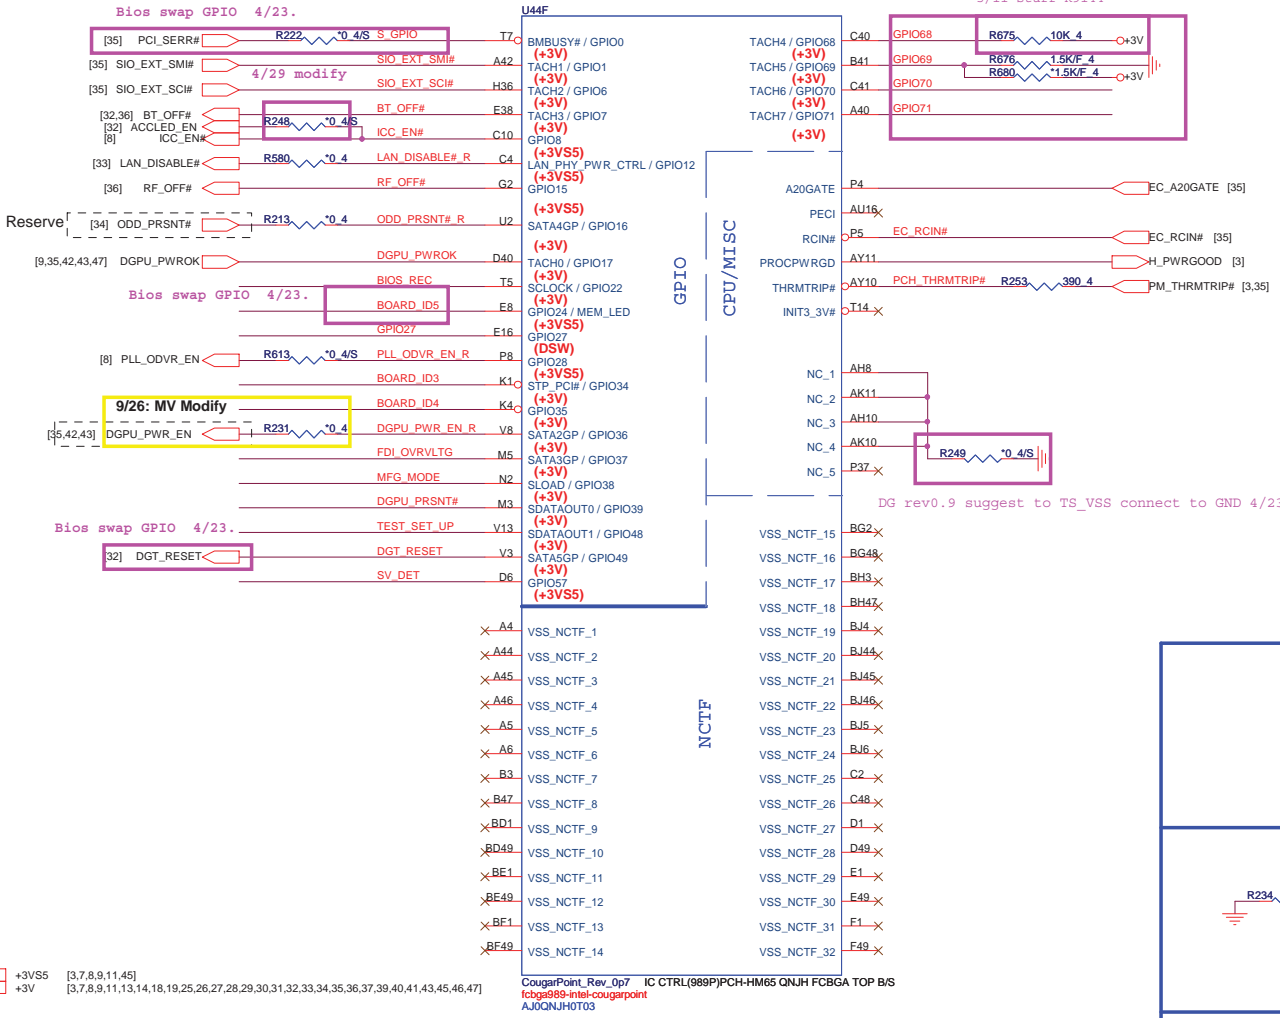 Bios swap GPIO 4/23.
U44F
[35] PCI_SERR# R222 *0_4/S S_GPIO T7 BMBUSY# / GPIO0 TACH4 / GPIO68 C40 GPIO68 R675 10K_4 +3V
(+3V) (+3V)
[35] SIO_EXT_SMI# SIO_EXT_SMI# A42 TACH1 / GPIO1 TACH5 / GPIO69 B41 GPIO69 R676 1.5K/F_4
4/29 modify (+3V) (+3V) R680 *1.5K/F_4 +3V
[35] SIO_EXT_SCI# SIO_EXT_SCI# H36 TACH2 / GPIO6 TACH6 / GPIO70 C41 GPIO70
(+3V) (+3V)
[32,36] BT_OFF# BT_OFF# E38 TACH3 / GPIO7 TACH7 / GPIO71 A40 GPIO71
[32] ACCLED_EN R248 *0_4/S (+3V) (+3V)
[8] ICC_EN# ICC_EN# C10 GPIO8
(+3VS5)
[33] LAN_DISABLE# R580 *0_4 LAN_DISABLE#_R C4 LAN_PHY_PWR_CTRL / GPIO12
(+3VS5)
[36] RF_OFF# RF_OFF# G2 GPIO15 A20GATE P4 EC_A20GATE [35]
(+3VS5)
PECI AU16
Reserve [34] ODD_PRSNT# R213 *0_4 ODD_PRSNT#_R U2 SATA4GP / GPIO16
RCIN# P5 EC_RCIN# EC_RCIN# [35]
(+3V)
[9,35,42,43,47] DGPU_PWROK DGPU_PWROK D40 TACH0 / GPIO17 PROCPWRGD AY11 H_PWRGOOD [3]
(+3V)
BIOS_REC T5 SCLOCK / GPIO22 THRMTRIP# AY10 PCH_THRMTRIP# R253 390_4 PM_THRMTRIP# [3,35]
Bios swap GPIO 4/23. (+3V)
BOARD_ID5 E8 GPIO24 / MEM_LED INIT3_3V# T14
(+3VS5)
GPIO27 E16 GPIO27
(DSW)
[8] PLL_ODVR_EN R613 *0_4/S PLL_ODVR_EN_R P8 GPIO28
(+3VS5)
GPIO
CPU/MISC
NC_1 AH8
BOARD_ID3 K1 STP_PCI# / GPIO34
(+3V)
NC_2 AK11
9/26: MV Modify BOARD_ID4 K4 GPIO35
(+3V)
NC_3 AH10
[35,42,43] DGPU_PWR_EN R231 *0_4 DGPU_PWR_EN_R V8 SATA2GP / GPIO36
(+3V)
NC_4 AK10
FDI_OVRVLTG M5 SATA3GP / GPIO37 R249 *0_4/S
(+3V)
NC_5 P37
MFG_MODE N2 SLOAD / GPIO38
(+3V)
DG rev0.9 suggest to TS_VSS connect to GND 4/23
DGPU_PRSNT# M3 SDATAOUT0 / GPIO39
(+3V)
Bios swap GPIO 4/23.
TEST_SET_UP V13 SDATAOUT1 / GPIO48 VSS_NCTF_15 BG2
(+3V)
[32] DGT_RESET DGT_RESET V3 SATA5GP / GPIO49 VSS_NCTF_16 BG48
(+3V)
SV_DET D6 GPIO57 VSS_NCTF_17 BH3
(+3VS5)
VSS_NCTF_18 BH47
A4 VSS_NCTF_1 VSS_NCTF_19 BJ4
A44 VSS_NCTF_2 VSS_NCTF_20 BJ44
A45 VSS_NCTF_3 VSS_NCTF_21 BJ45
A46 VSS_NCTF_4 VSS_NCTF_22 BJ46
A5 VSS_NCTF_5 VSS_NCTF_23 BJ5
NCTF
A6 VSS_NCTF_6 VSS_NCTF_24 BJ6
B3 VSS_NCTF_7 VSS_NCTF_25 C2
B47 VSS_NCTF_8 VSS_NCTF_26 C48
BD1 VSS_NCTF_9 VSS_NCTF_27 D1
BD49 VSS_NCTF_10 VSS_NCTF_28 D49
BE1 VSS_NCTF_11 VSS_NCTF_29 E1
BE49 VSS_NCTF_12 VSS_NCTF_30 E49
R234
BF1 VSS_NCTF_13 VSS_NCTF_31 F1
BF49 VSS_NCTF_14 VSS_NCTF_32 F49
+3VS5 [3,7,8,9,11,45]
+3V [3,7,8,9,11,13,14,18,19,25,26,27,28,29,30,31,32,33,34,35,36,37,39,40,41,43,45,46,47]
CougarPoint_Rev_0p7 IC CTRL(989P)PCH-HM65 QNJH FCBGA TOP B/S
fcbga989-intel-cougarpoint
AJ0QNJH0T03